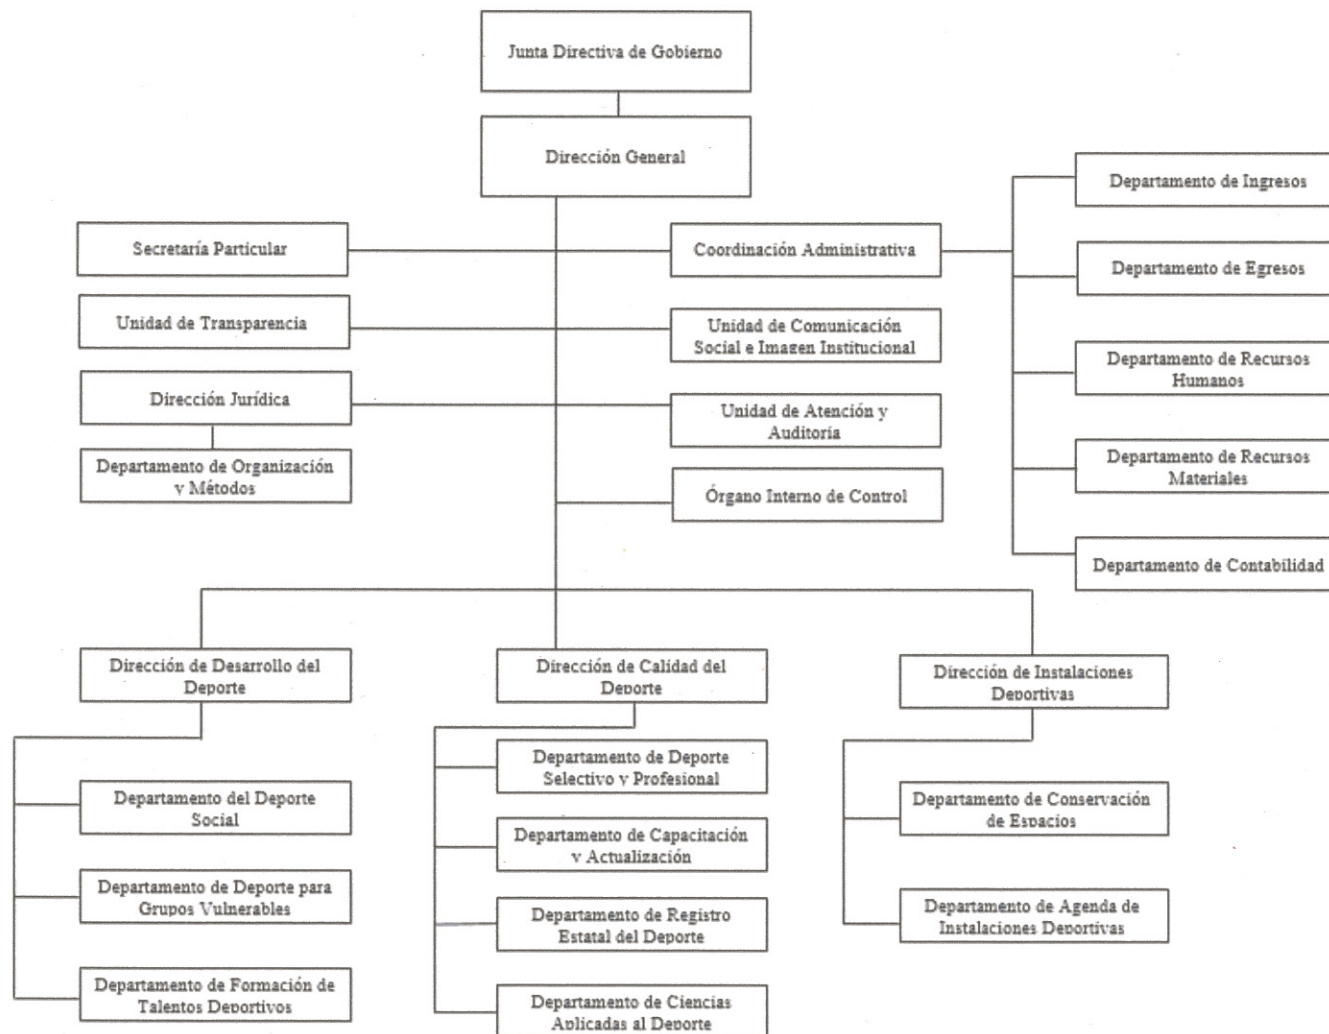 Junta Directiva de Gobierno
Dirección General
Departamento de Ingresos
Secretaría Particular
Coordinación Administrativa
Departamento de Egresos
Unidad de Transparencia
Unidad de Comunicación
Social e Imagen Institucional
Departamento de Recursos
Humanos
Dirección Jurídica
Unidad de Atención y
Auditoría
Departamento de Organización
y Métodos
Departamento de Recursos
Materiales
Órgano Interno de Control
Departamento de Contabilidad
Dirección de Desarrollo del
Deporte
Dirección de Calidad del
Deporte
Dirección de Instalaciones
Deportivas
Departamento del Deporte
Social
Departamento de Deporte para
Grupos Vulnerables
Departamento de Formación de
Talentos Deportivos
Departamento de Deporte
Selectivo y Profesional
Departamento de Capacitación
y Actualización
Departamento de Registro
Estatal del Deporte
Departamento de Ciencias
Aplicadas al Deporte
Departamento de Conservación
de Espacios
Departamento de Agenda de
Instalaciones Deportivas